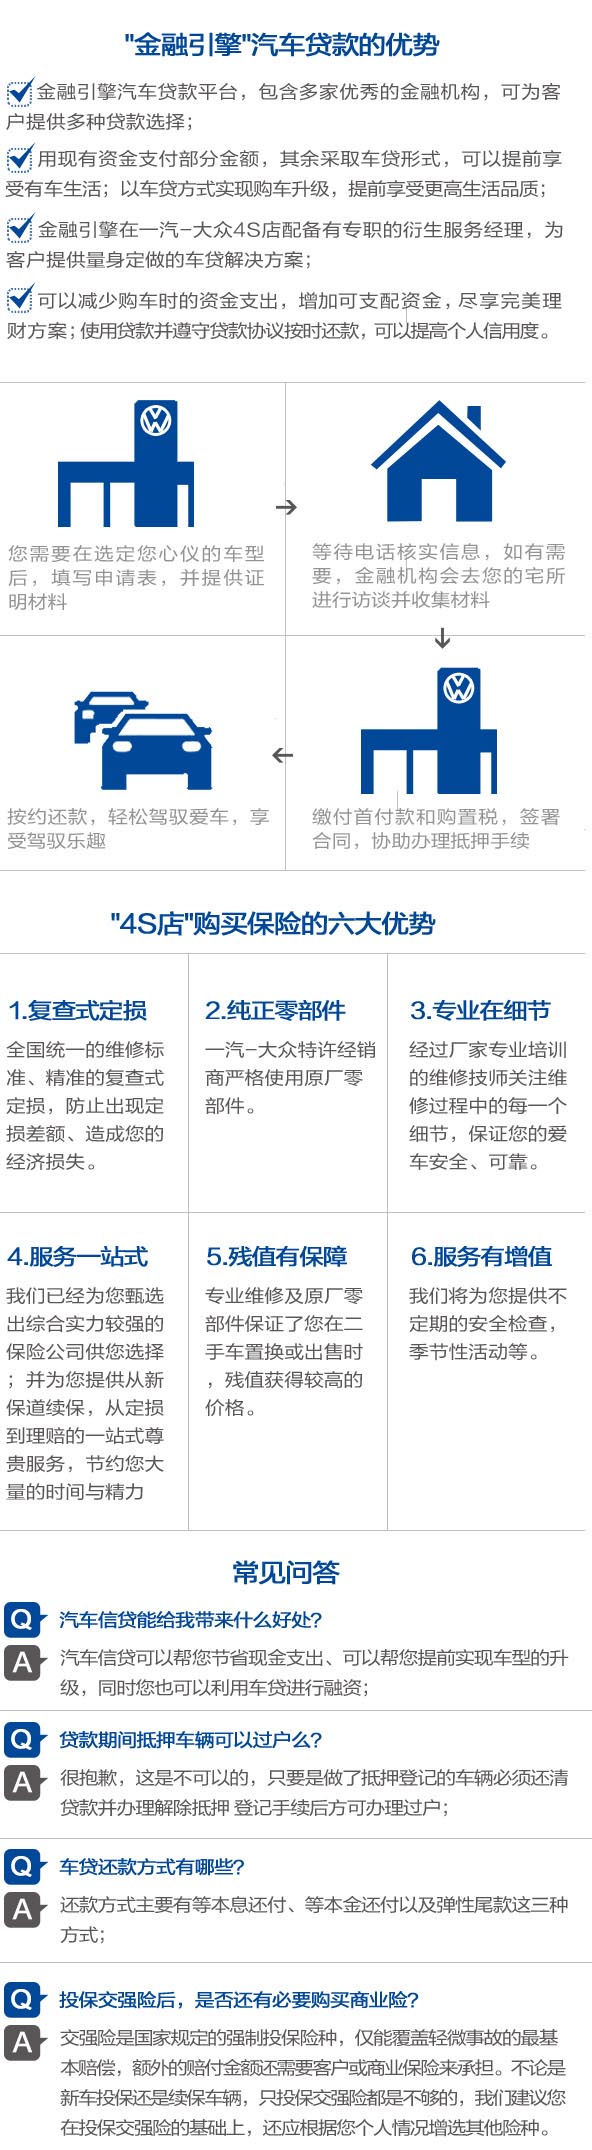 "金融引擎"汽车贷款的优势
金融引擎汽车贷款平台，包含多家优秀的金融机构，可为客
户提供多种贷款选择；
用现有资金支付部分金额，其余采取车贷形式，可以提前享
受有车生活；以车贷方式实现购车升级，提前享受更高生活品质；
金融引擎在一汽-大众4S店配备有专职的衍生服务经理，为
客户提供量身定做的车贷解决方案；
可以减少购车时的资金支出，增加可支配资金，尽享完美理
财方案；使用贷款并遵守贷款协议按时还款，可以提高个人信用度。
您需要在选定您心仪的车型
后，填写申请表，并提供证
明材料
等待电话核实信息，如有需
要，金融机构会去您的宅所
进行访谈并收集材料
按约还款，轻松驾驭爱车，享
受驾驭乐趣
缴付首付款和购置税，签署
合同，协助办理抵押手续
"4S店"购买保险的六大优势
1.复查式定损
全国统一的维修标
准、精准的复查式
定损，防止出现定
损差额、造成您的
经济损失。
2.纯正零部件
一汽-大众特许经销
商严格使用原厂零
部件。
3.专业在细节
经过厂家专业培训
的维修技师关注维
修过程中的每一个
细节，保证您的爱
车安全、可靠。
4.服务一站式
我们已经为您甄选
出综合实力较强的
保险公司供您选择
；并为您提供从新
保道续保，从定损
到理赔的一站式尊
贵服务，节约您大
量的时间与精力
5.残值有保障
专业维修及原厂零
部件保证了您在二
手车置换或出售时
，残值获得较高的
价格。
6.服务有增值
我们将为您提供不
定期的安全检查，
季节性活动等。
常见问答
Q 汽车信贷能给我带来什么好处?
A 汽车信贷可以帮您节省现金支出、可以帮您提前实现车型的升
级，同时您也可以利用车贷进行融资；
Q 贷款期间抵押车辆可以过户么?
A 很抱歉，这是不可以的，只要是做了抵押登记的车辆必须还清
贷款并办理解除抵押 登记手续后方可办理过户；
Q 车贷还款方式有哪些?
A 还款方式主要有等本息还付、等本金还付以及弹性尾款这三种
方式；
Q 投保交强险后，是否还有必要购买商业险?
A 交强险是国家规定的强制投保险种，仅能覆盖轻微事故的最基
本赔偿，额外的赔付金额还需要客户或商业保险来承担。不论是
新车投保还是续保车辆，只投保交强险都是不够的，我们建议您
在投保交强险的基础上，还应根据您个人情况增选其他险种。